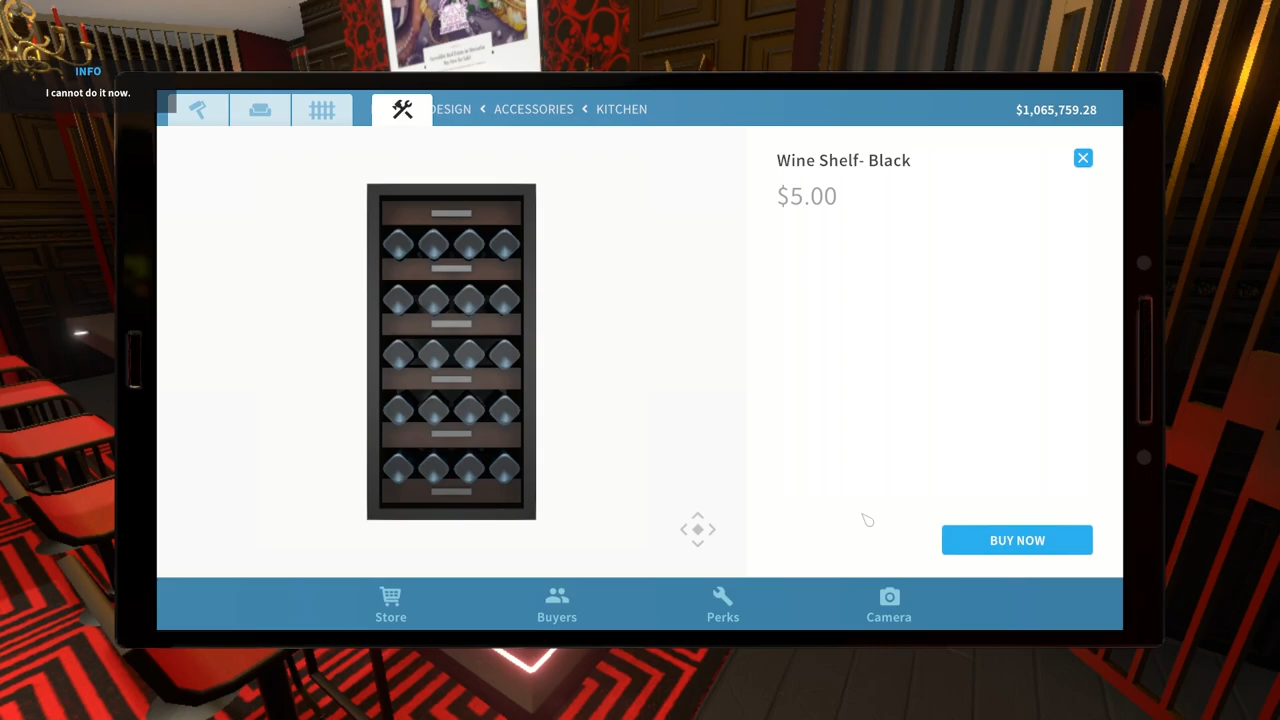 INFO
I cannot do it now.
DESIGN < ACCESSORIES < KITCHEN
$1,065,759.28
Wine Shelf- Black
$5.00
BUY NOW
Store
Buyers
Perks
Camera